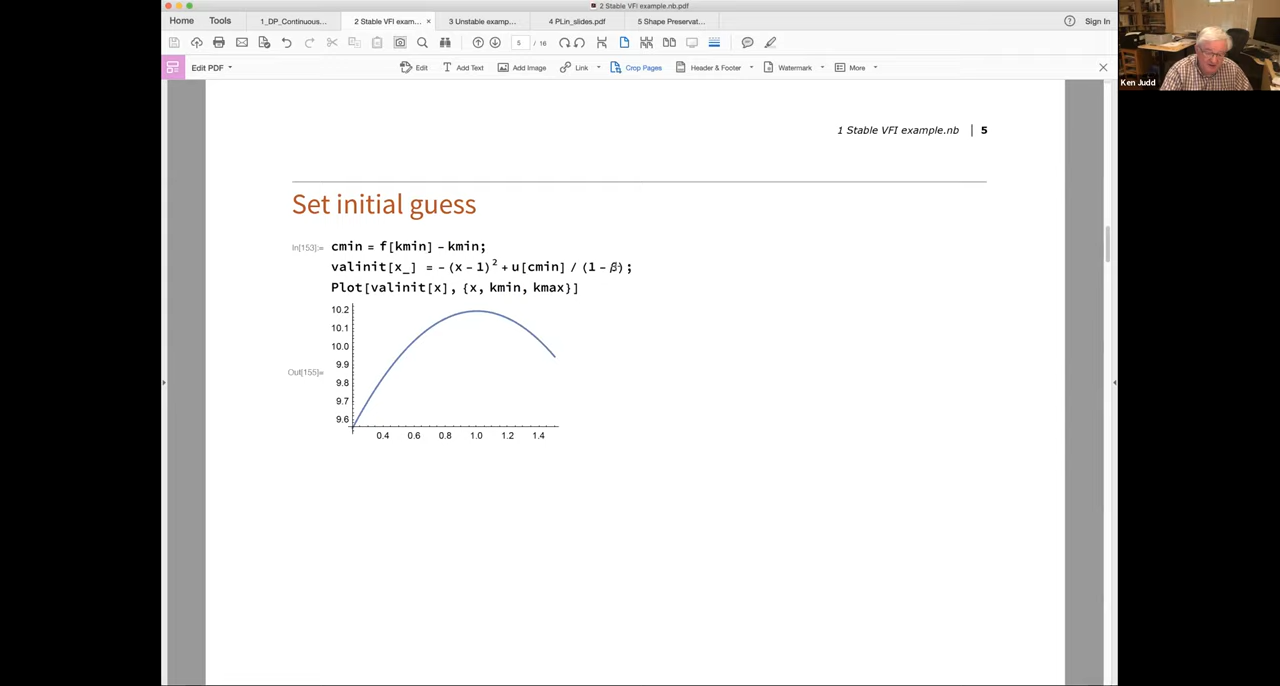 2 Stable VFI example.nb.pdf
Home Tools 1_DP_Continuous... 2 Stable VFI exam... × 3 Unstable examp... 4 PLin_slides.pdf 5 Shape Preservat... Sign In
5 / 16
Edit PDF Edit Add Text Add Image Link Crop Pages Header & Footer Watermark More
Ken Judd
1 Stable VFI example.nb | 5
Set initial guess
In[153]:= cmin = f[kmin] - kmin;
valinit[x_] = -(x - 1)² + u[cmin] / (1 - β);
Plot[valinit[x], {x, kmin, kmax}]
10.2
10.1
10.0
9.9
Out[155]=
9.8
9.7
9.6
0.4 0.6 0.8 1.0 1.2 1.4